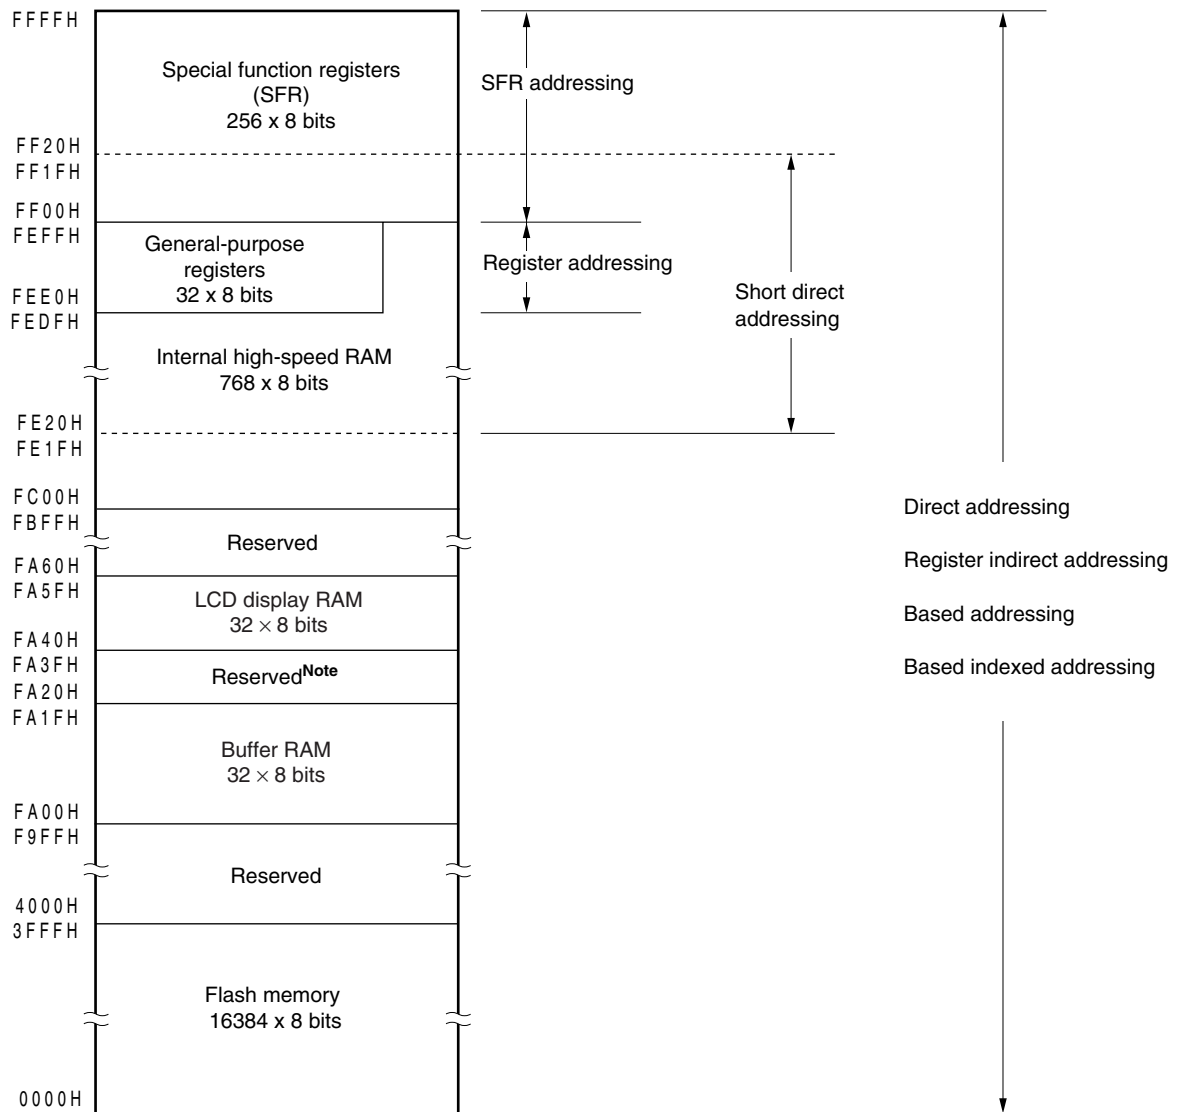 FFFFH
Special function registers
(SFR)
256 x 8 bits
SFR addressing
FF20H
FF1FH
FF00H
FEFFH
General-purpose
registers
32 x 8 bits
Register addressing
Short direct
addressing
FEE0H
FEDFH
Internal high-speed RAM
768 x 8 bits
FE20H
FE1FH
FC00H
FBFFH
Reserved
Direct addressing
Register indirect addressing
Based addressing
Based indexed addressing
FA60H
FA5FH
LCD display RAM
32 × 8 bits
FA40H
FA3FH
ReservedNote
FA20H
FA1FH
Buffer RAM
32 × 8 bits
FA00H
F9FFH
Reserved
4000H
3FFFH
Flash memory
16384 x 8 bits
0000H